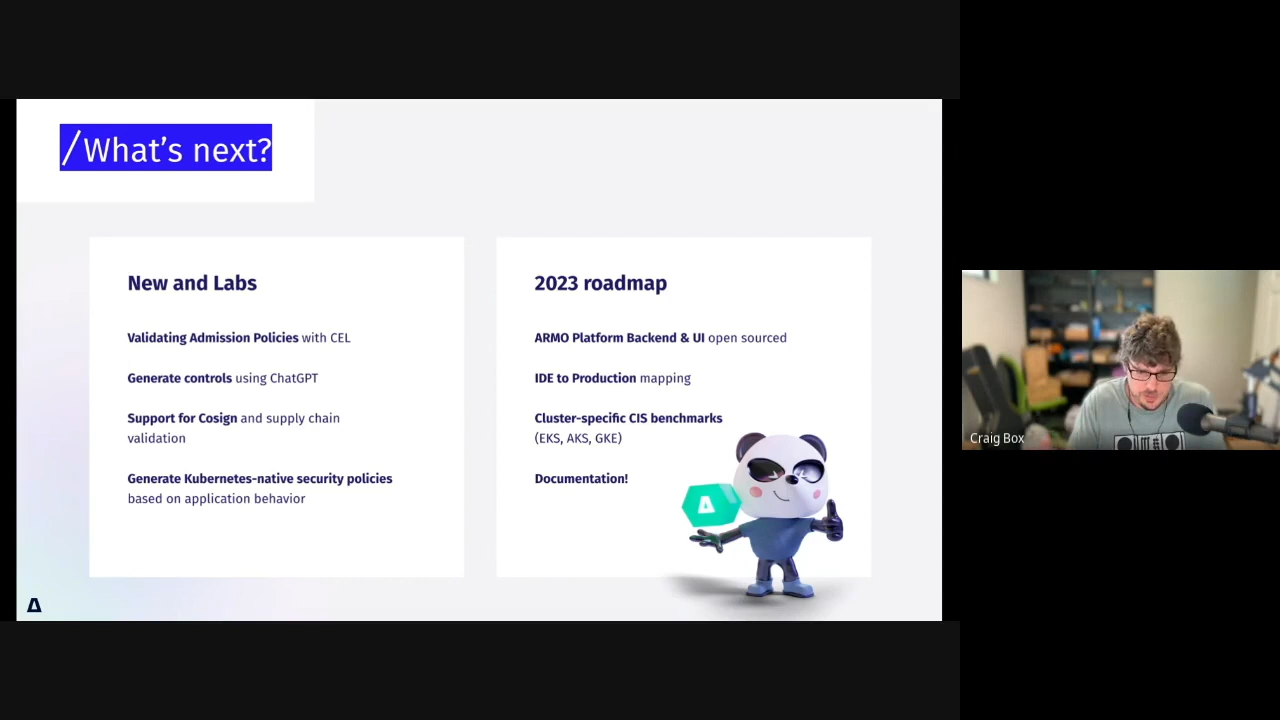 /What's next?
New and Labs
Validating Admission Policies with CEL
Generate controls using ChatGPT
Support for Cosign and supply chain
validation
Generate Kubernetes-native security policies
based on application behavior
2023 roadmap
ARMO Platform Backend & UI open sourced
IDE to Production mapping
Cluster-specific CIS benchmarks
(EKS, AKS, GKE)
Documentation!
Craig Box